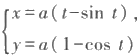 x=a(t-sin t),
y=a(1-cos t)